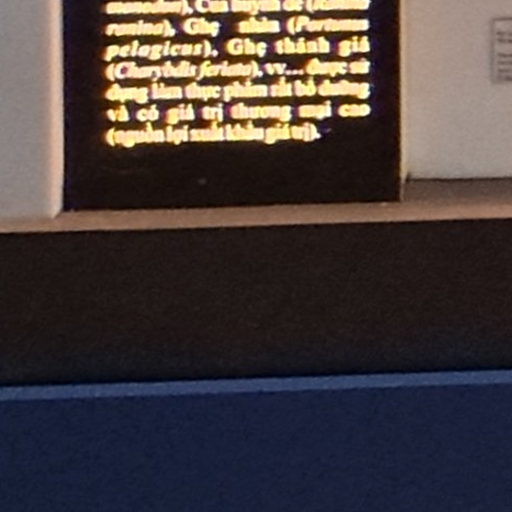 monodon), Cua huỳnh đế (Ranina
ranina), Ghẹ nhàn (Portunus
pelagicus), Ghẹ thánh giá
(Charybdis feriata), vv... được sử
dụng làm thực phẩm rất bổ dưỡng
và có giá trị thương mại cao
(nguồn lợi xuất khẩu giá trị).